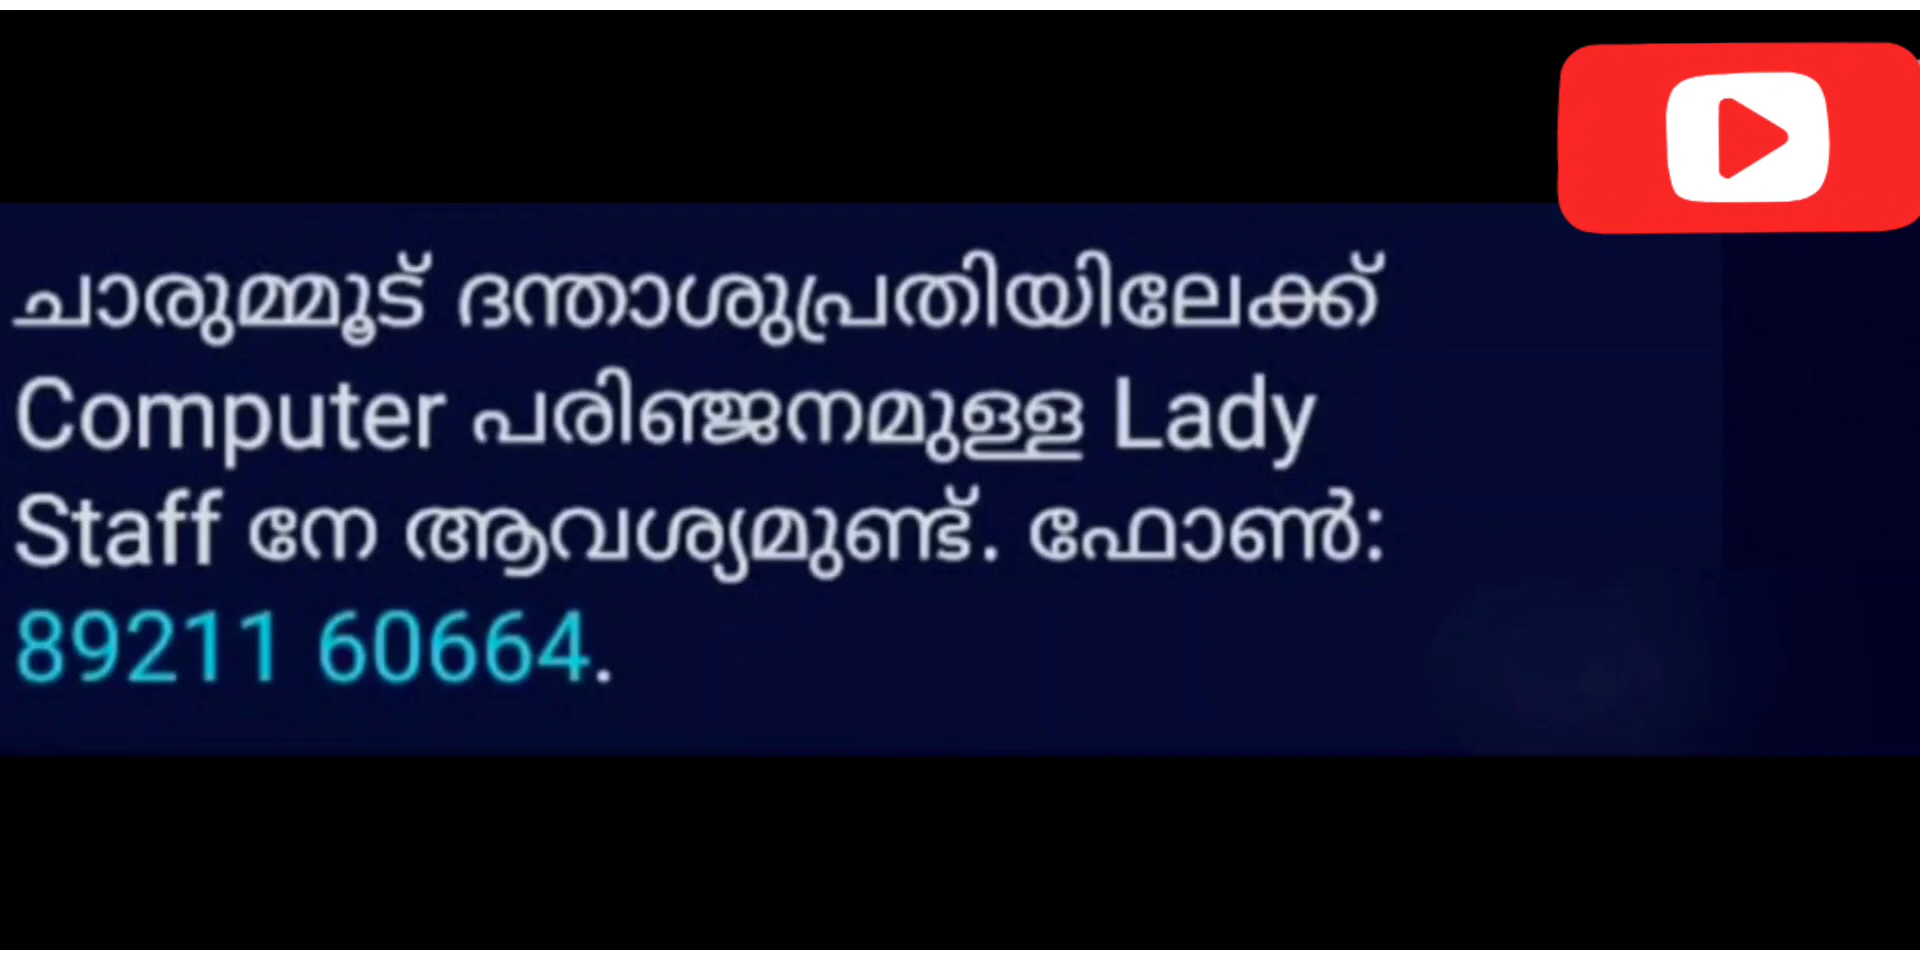 ചാരുമ്മൂട് ദന്താശുപ്രതിയിലേക്ക്
Computer പരിഞ്ജനമുള്ള Lady
Staff നേ ആവശ്യമുണ്ട്. ഫോൺ:
89211 60664.